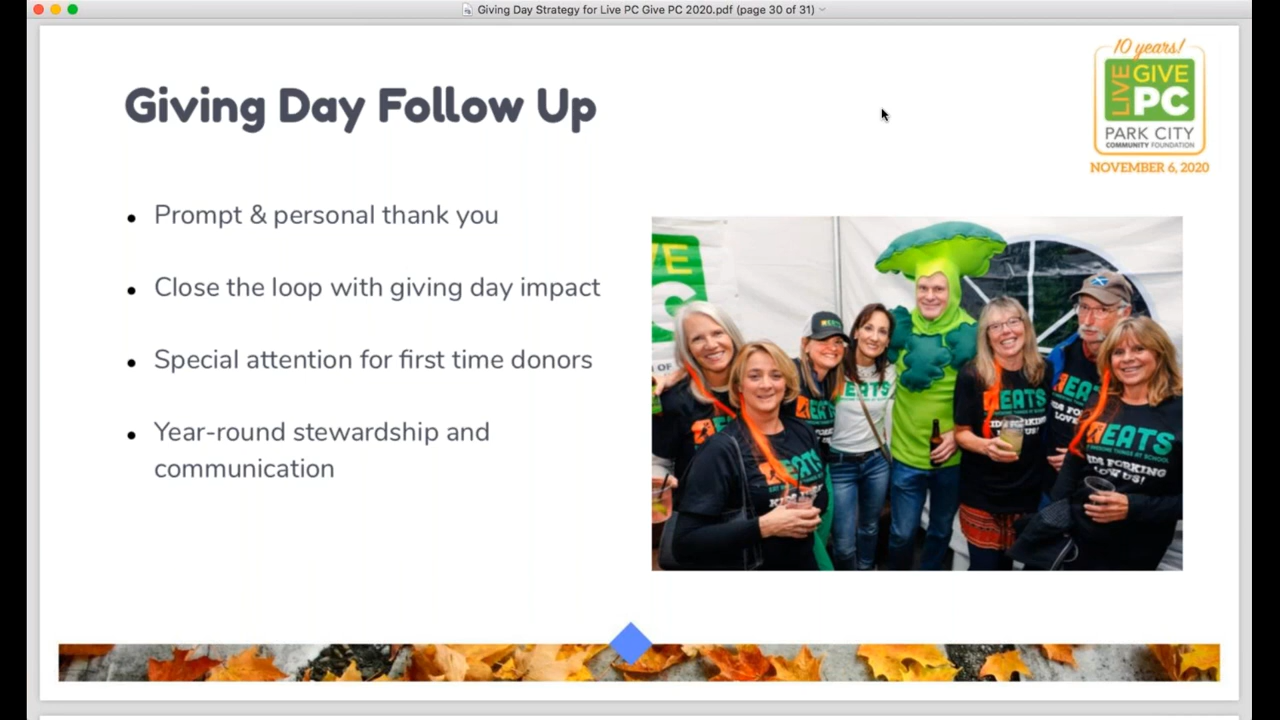 Giving Day Strategy for Live PC Give PC 2020.pdf (page 30 of 31)
10 years!
LIVE
GIVE
PC
PARK CITY
COMMUNITY FOUNDATION
NOVEMBER 6, 2020
Giving Day Follow Up
Prompt & personal thank you
Close the loop with giving day impact
Special attention for first time donors
Year-round stewardship and
communication
EATS
EATS
EATS
EATS